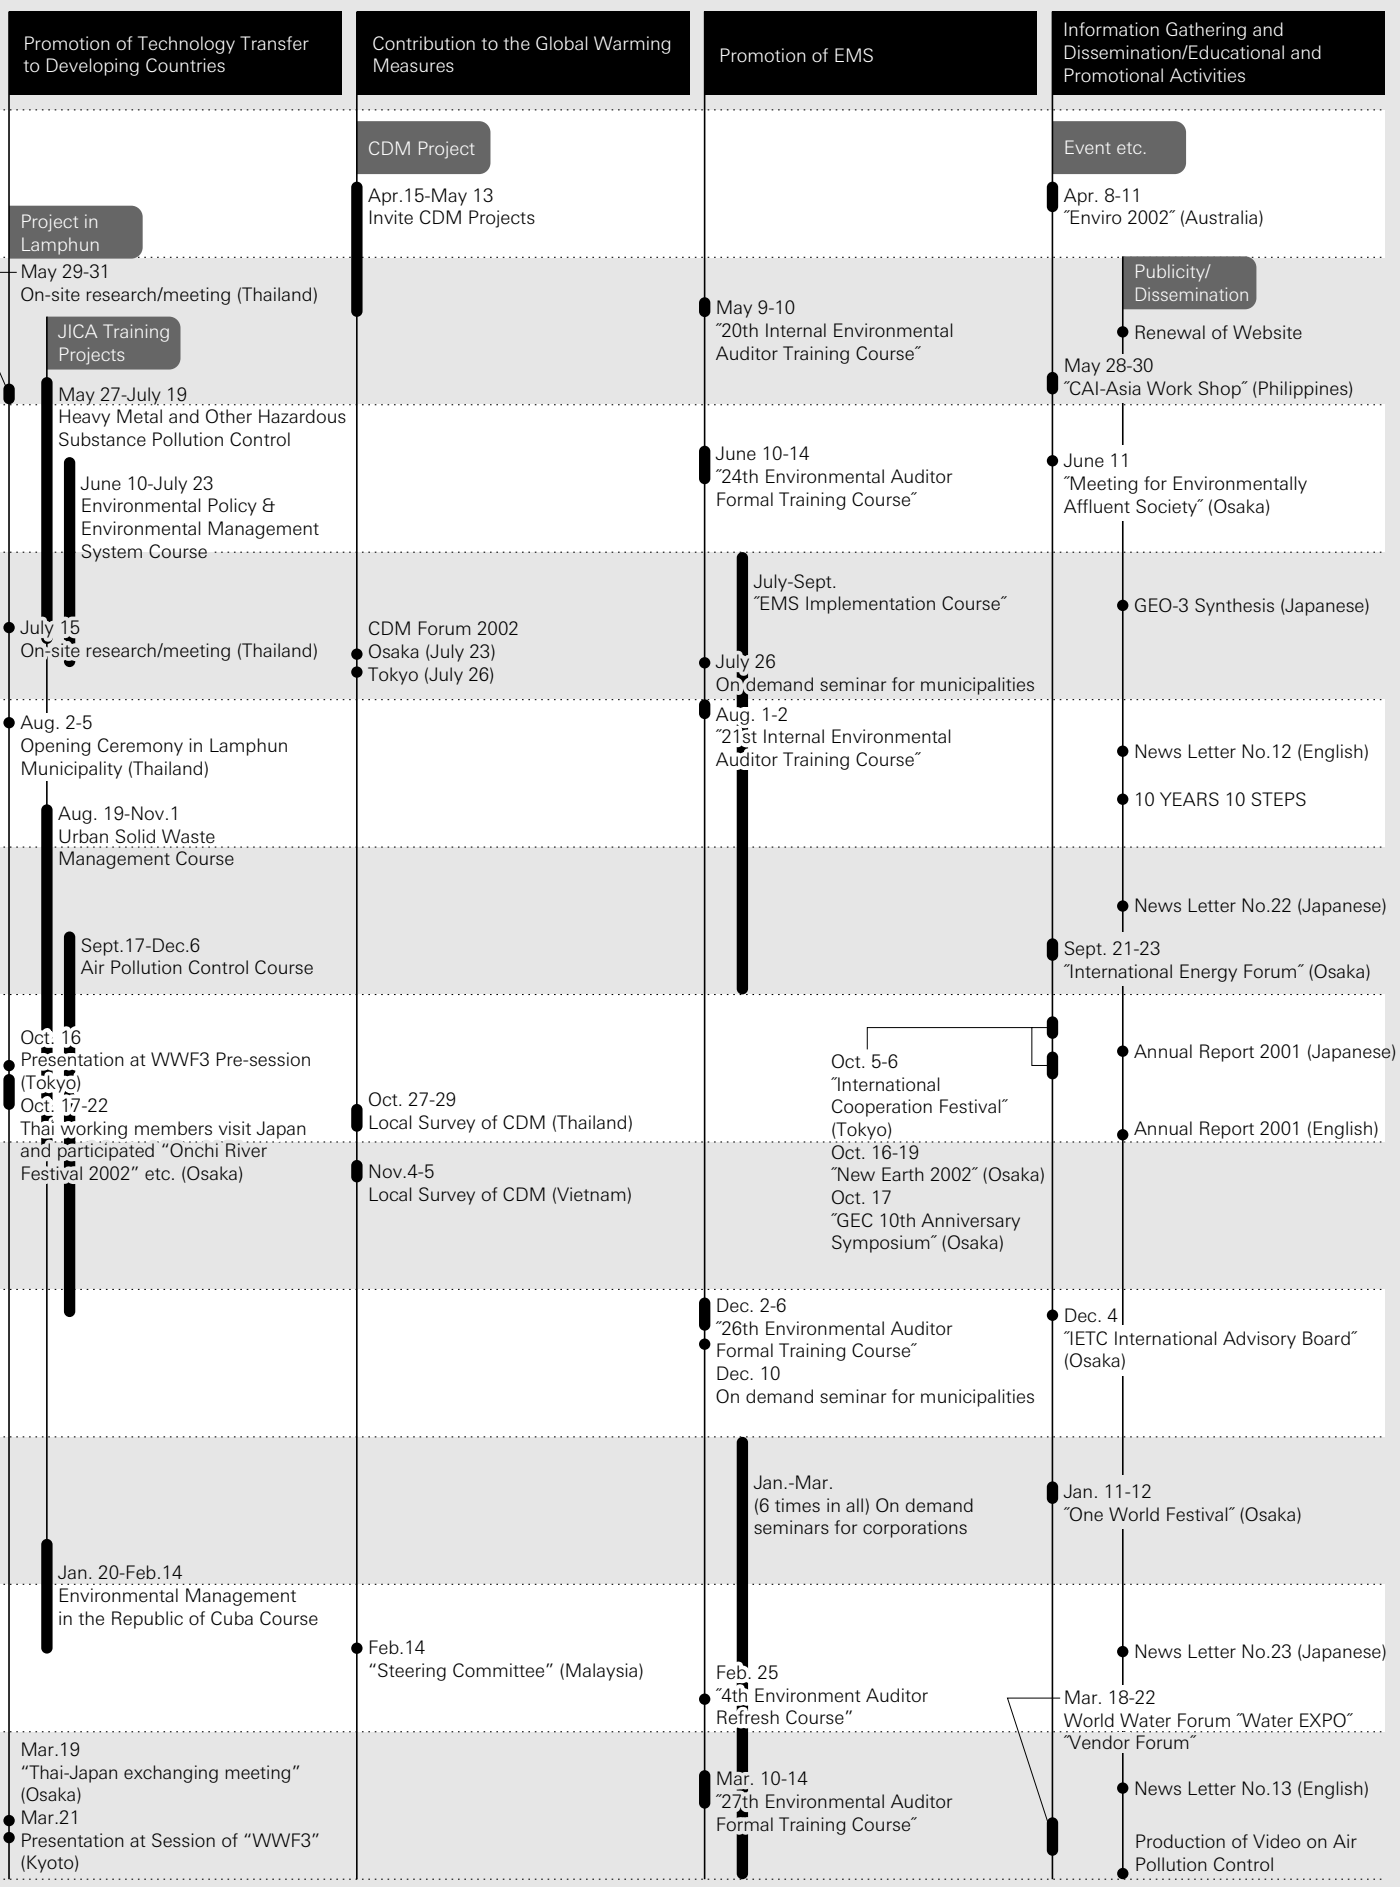 Promotion of Technology Transfer
to Developing Countries
Project in
Lamphun
May 29-31
On-site research/meeting (Thailand)
JICA Training
Projects
May 27-July 19
Heavy Metal and Other Hazardous
Substance Pollution Control
June 10-July 23
Environmental Policy &
Environmental Management
System Course
July 15
On-site research/meeting (Thailand)
Aug. 2-5
Opening Ceremony in Lamphun
Municipality (Thailand)
Aug. 19-Nov.1
Urban Solid Waste
Management Course
Sept.17-Dec.6
Air Pollution Control Course
Oct. 16
Presentation at WWF3 Pre-session
(Tokyo)
Oct. 17-22
Thai working members visit Japan
and participated “Onchi River
Festival 2002” etc. (Osaka)
Jan. 20-Feb.14
Environmental Management
in the Republic of Cuba Course
Mar.19
“Thai-Japan exchanging meeting”
(Osaka)
Mar.21
Presentation at Session of “WWF3”
(Kyoto)
Contribution to the Global Warming
Measures
CDM Project
Apr.15-May 13
Invite CDM Projects
CDM Forum 2002
Osaka (July 23)
Tokyo (July 26)
Oct. 27-29
Local Survey of CDM (Thailand)
Nov.4-5
Local Survey of CDM (Vietnam)
Feb.14
“Steering Committee” (Malaysia)
Promotion of EMS
May 9-10
˝20th Internal Environmental
Auditor Training Course˝
June 10-14
˝24th Environmental Auditor
Formal Training Course˝
July-Sept.
˝EMS Implementation Course˝
July 26
On demand seminar for municipalities
Aug. 1-2
˝21st Internal Environmental
Auditor Training Course˝
Dec. 2-6
˝26th Environmental Auditor
Formal Training Course˝
Dec. 10
On demand seminar for municipalities
Jan.-Mar.
(6 times in all) On demand
seminars for corporations
Feb. 25
˝4th Environment Auditor
Refresh Course”
Mar. 10-14
˝27th Environmental Auditor
Formal Training Course˝
Information Gathering and
Dissemination/Educational and
Promotional Activities
Event etc.
Apr. 8-11
˝Enviro 2002˝ (Australia)
Publicity/
Dissemination
Renewal of Website
May 28-30
˝CAI-Asia Work Shop˝ (Philippines)
June 11
˝Meeting for Environmentally
Affluent Society˝ (Osaka)
GEO-3 Synthesis (Japanese)
News Letter No.12 (English)
10 YEARS 10 STEPS
News Letter No.22 (Japanese)
Sept. 21-23
˝International Energy Forum˝ (Osaka)
Annual Report 2001 (Japanese)
Oct. 5-6
˝International
Cooperation Festival˝
(Tokyo)
Annual Report 2001 (English)
Oct. 16-19
˝New Earth 2002˝ (Osaka)
Oct. 17
˝GEC 10th Anniversary
Symposium˝ (Osaka)
Dec. 4
˝IETC International Advisory Board˝
(Osaka)
Jan. 11-12
˝One World Festival˝ (Osaka)
News Letter No.23 (Japanese)
Mar. 18-22
World Water Forum ˝Water EXPO˝
˝Vendor Forum˝
News Letter No.13 (English)
Production of Video on Air
Pollution Control